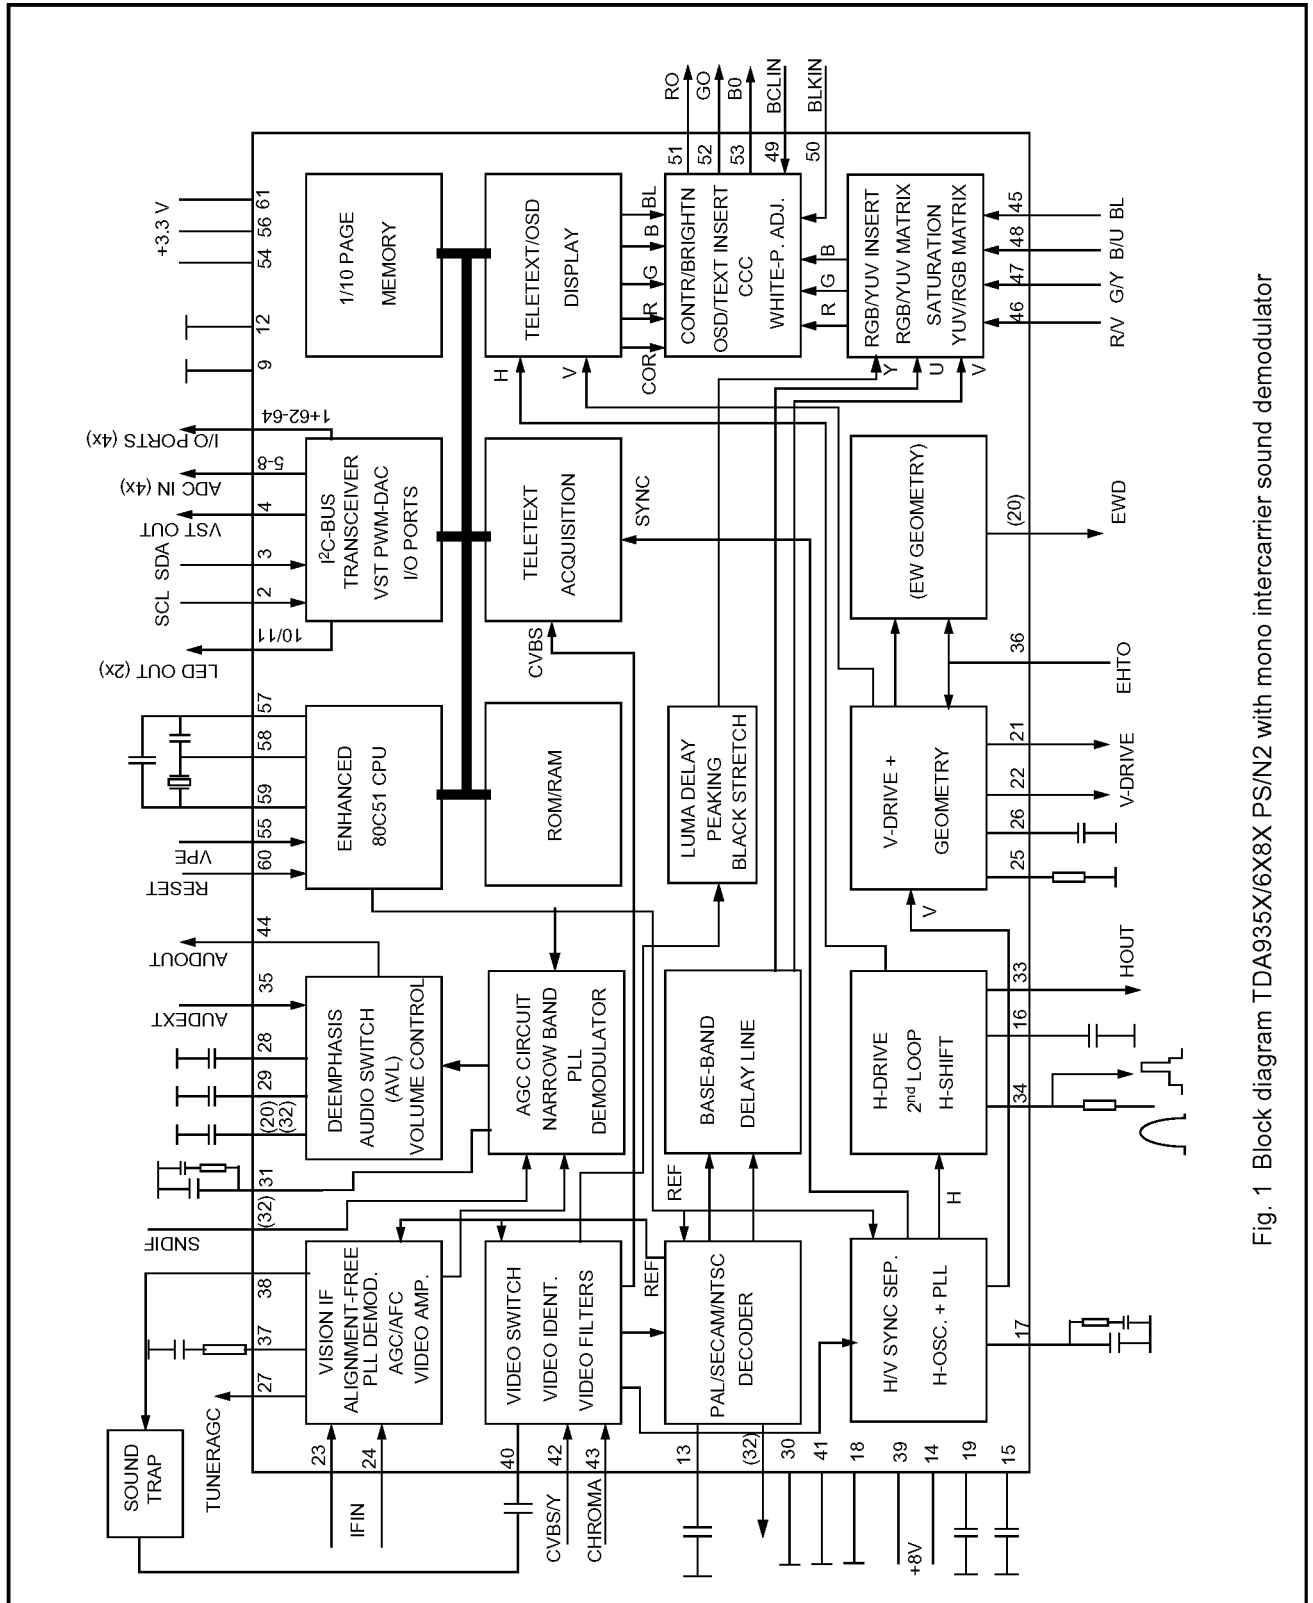 +3.3 V
54 56 61
12
9
1/10 PAGE
MEMORY
I/O PORTS (4x)
1+62-64
ADC IN (4x)
5-8
VST OUT
4
SCL SDA
3
2
LED OUT (2x)
10/11
I²C-BUS
TRANSCEIVER
VST PWM-DAC
I/O PORTS
57
58
59
55
VPE
60
RESET
ENHANCED
80C51 CPU
44
AUDOUT
35
AUDEXT
28
29
(20)
(32)
DEEMPHASIS
AUDIO SWITCH
(AVL)
VOLUME CONTROL
31
(32)
SNDIF
38
37
27
TUNERAGC
SOUND
TRAP
VISION IF
ALIGNMENT-FREE
PLL DEMOD.
AGC/AFC
VIDEO AMP.
23
24
IFIN
TELETEXT/OSD
DISPLAY
H
V
TELETEXT
ACQUISITION
SYNC
CVBS
ROM/RAM
AGC CIRCUIT
NARROW BAND
PLL
DEMODULATOR
VIDEO SWITCH
VIDEO IDENT.
VIDEO FILTERS
40
42
43
CVBS/Y
CHROMA
COR R G B BL
CONTR/BRIGHTN
OSD/TEXT INSERT
CCC
WHITE-P. ADJ.
RO
GO
B0
BCLIN
BLKIN
51
52
53
49
50
LUMA DELAY
PEAKING
BLACK STRETCH
BASE-BAND
DELAY LINE
REF
REF
PAL/SECAM/NTSC
DECODER
13
(32)
30
41
18
39
14
19
15
+8V
R G B
RGB/YUV INSERT
RGB/YUV MATRIX
SATURATION
YUV/RGB MATRIX
Y
U
V
46 47 48 45
R/V G/Y B/U BL
(EW GEOMETRY)
(20)
EWD
36
EHTO
V-DRIVE +
GEOMETRY
V
21
22
26
25
V-DRIVE
H-DRIVE
2nd LOOP
H-SHIFT
33
16
34
HOUT
H
H/V SYNC SEP.
H-OSC. + PLL
17
Fig. 1 Block diagram TDA935X/6X8X PS/N2 with mono intercarrier sound demodulator